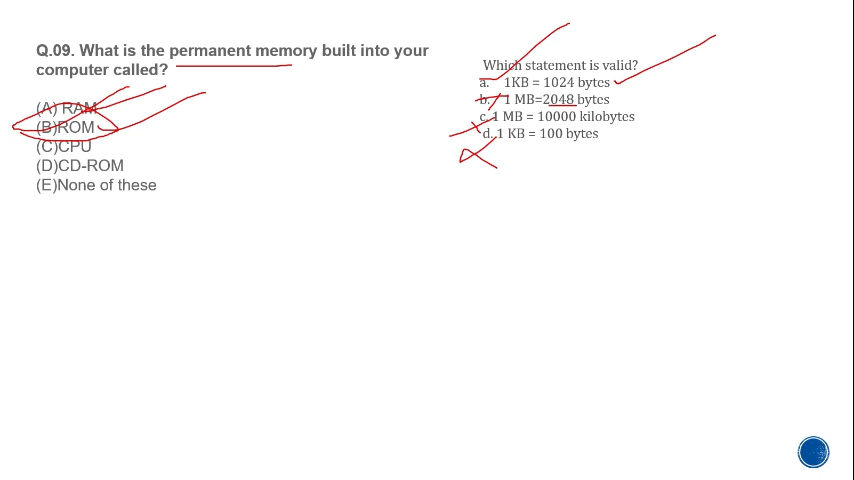 Q.09. What is the permanent memory built into your
computer called?
(A) RAM
(B)ROM
(C)CPU
(D)CD-ROM
(E)None of these
Which statement is valid?
a. 1KB = 1024 bytes
b. 1 MB=2048 bytes
c. 1 MB = 10000 kilobytes
d. 1 KB = 100 bytes